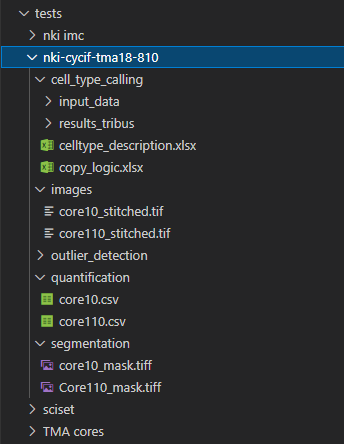 tests
nki imc
nki-cycif-tma18-810
cell_type_calling
input_data
results_tribus
celltype_description.xlsx
copy_logic.xlsx
images
core10_stitched.tif
core110_stitched.tif
outlier_detection
quantification
core10.csv
core110.csv
segmentation
core10_mask.tiff
Core110_mask.tiff
sciset
TMA cores